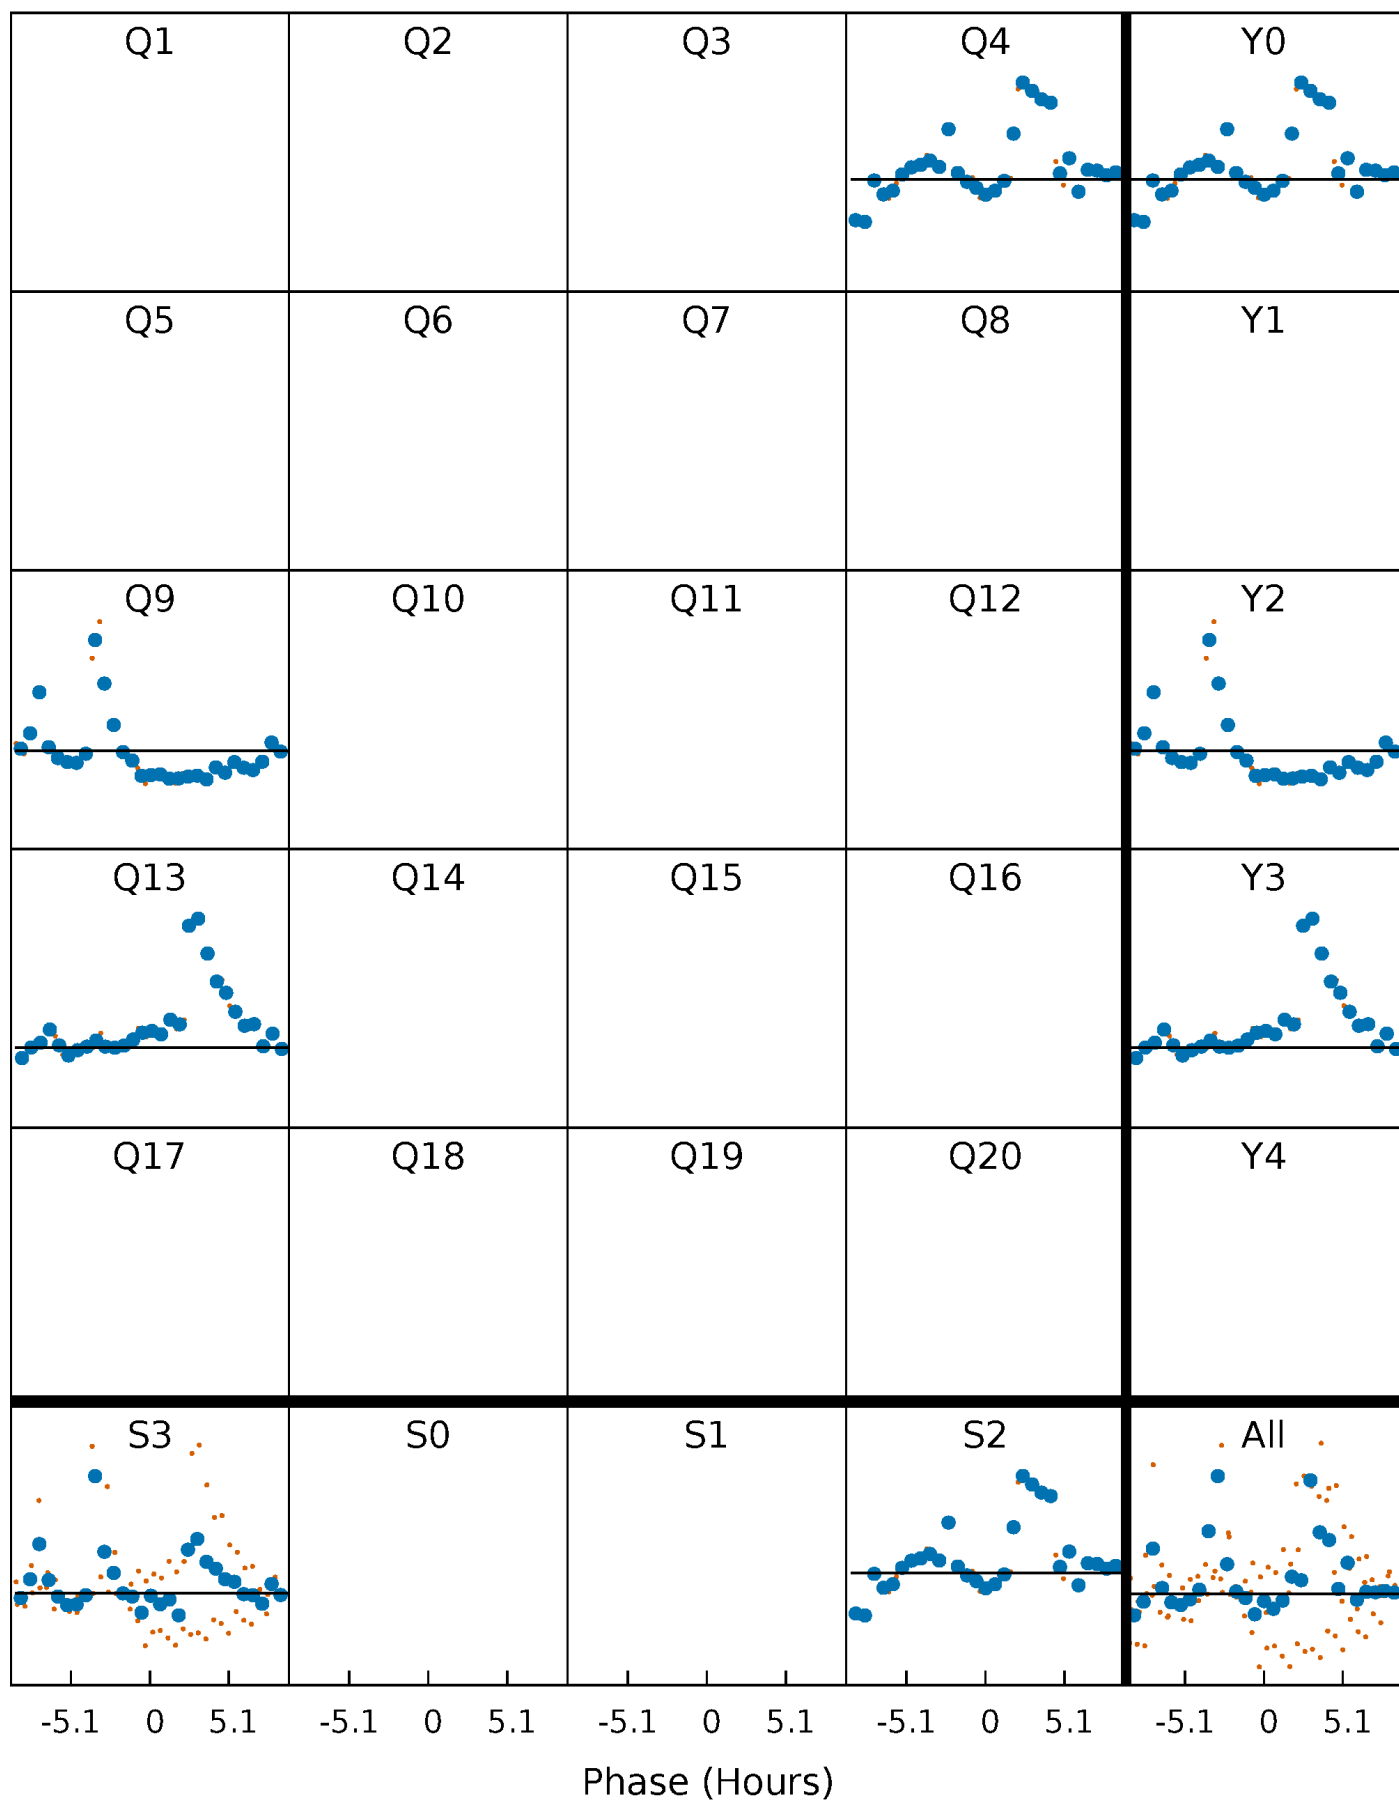 Q1 Q2 Q3 Q4 Y0
Q5 Q6 Q7 Q8 Y1
Q9 Q10 Q11 Q12 Y2
Q13 Q14 Q15 Q16 Y3
Q17 Q18 Q19 Q20 Y4
S3 S0 S1 S2 All
-5.1 0 5.1 -5.1 0 5.1 -5.1 0 5.1 -5.1 0 5.1 -5.1 0 5.1
Phase (Hours)